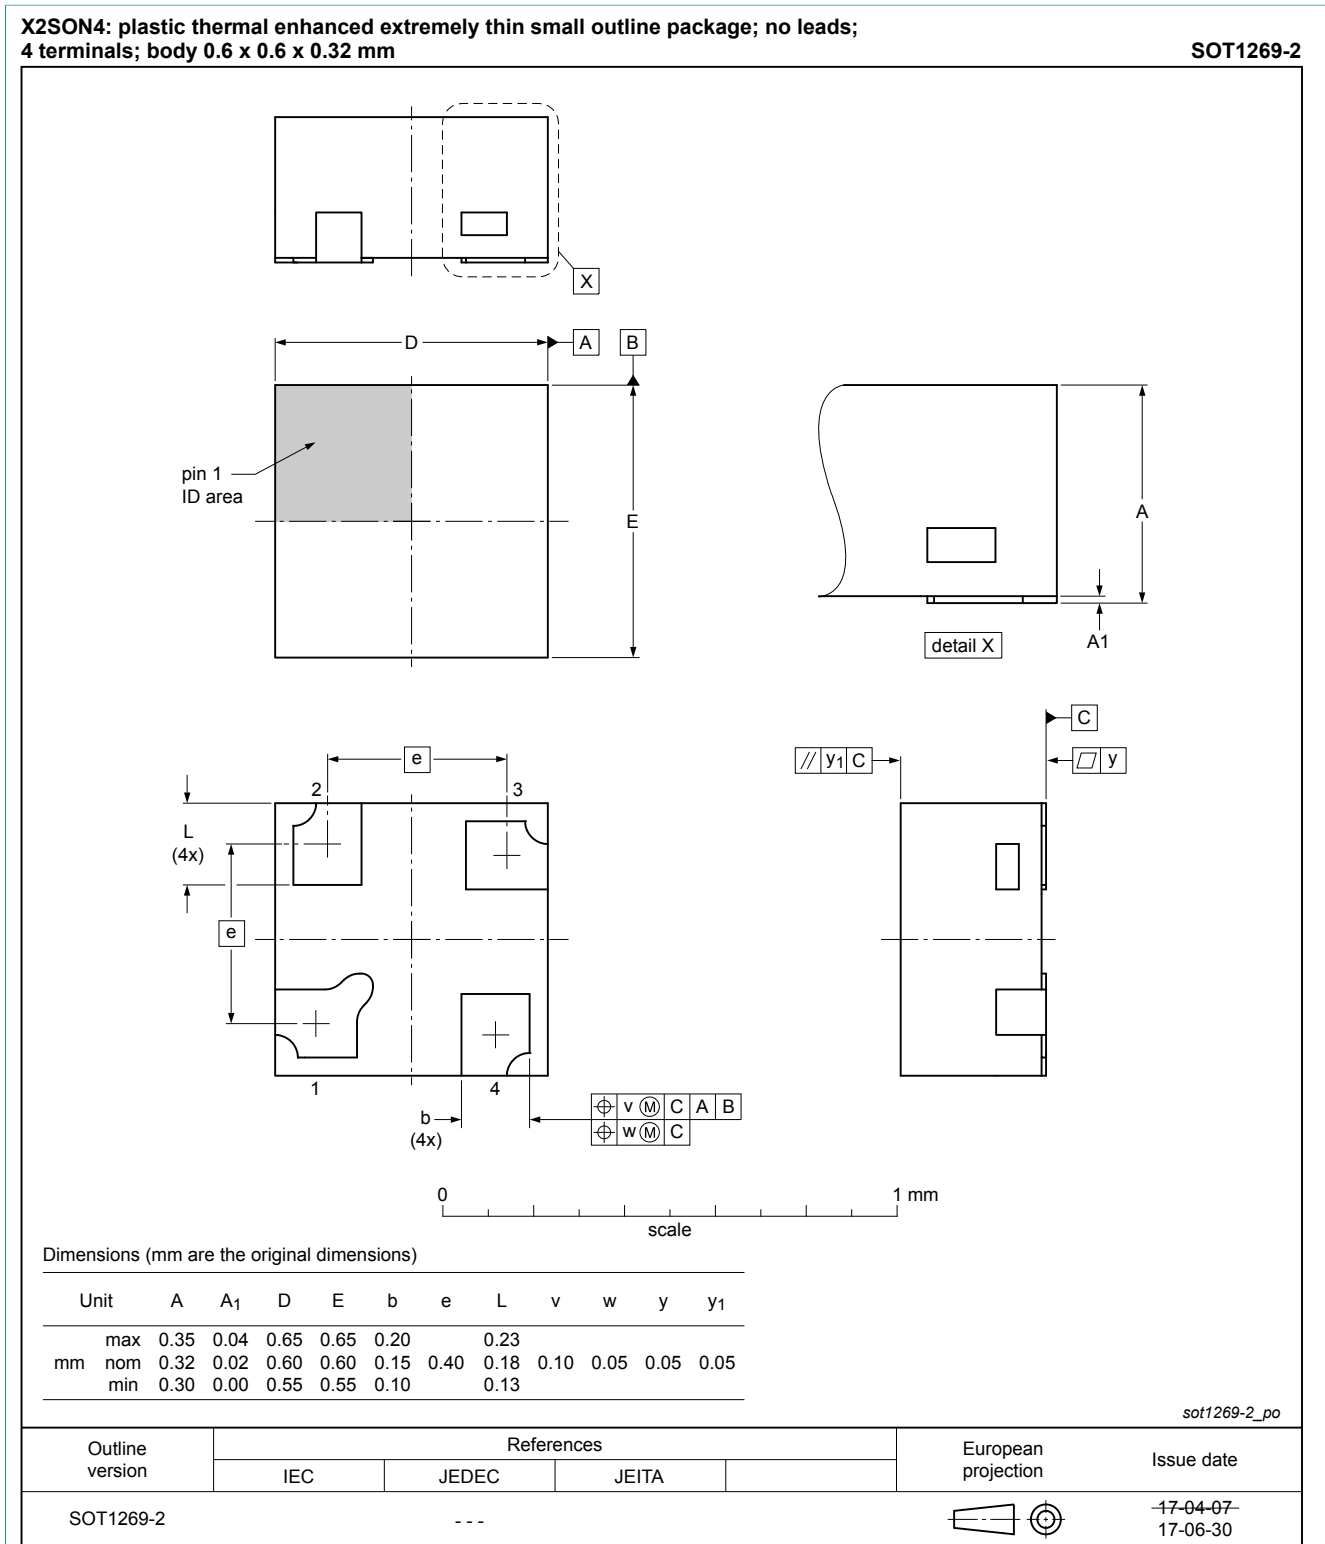 X2SON4: plastic thermal enhanced extremely thin small outline package; no leads;
4 terminals; body 0.6 x 0.6 x 0.32 mm SOT1269-2
X
D A B
pin 1
ID area
E
A
detail X A1
C
// y1 C y
e
2 3
L
(4x)
e
1 4
b
(4x)
v M C A B
w M C
0 1 mm
scale
Dimensions (mm are the original dimensions)
Unit A A1 D E b e L v w y y1
max 0.35 0.04 0.65 0.65 0.20 0.23
mm nom 0.32 0.02 0.60 0.60 0.15 0.40 0.18 0.10 0.05 0.05 0.05
min 0.30 0.00 0.55 0.55 0.10 0.13
sot1269-2_po
Outline
version
References
IEC JEDEC JEITA
European
projection
Issue date
SOT1269-2 - - -
17-04-07
17-06-30